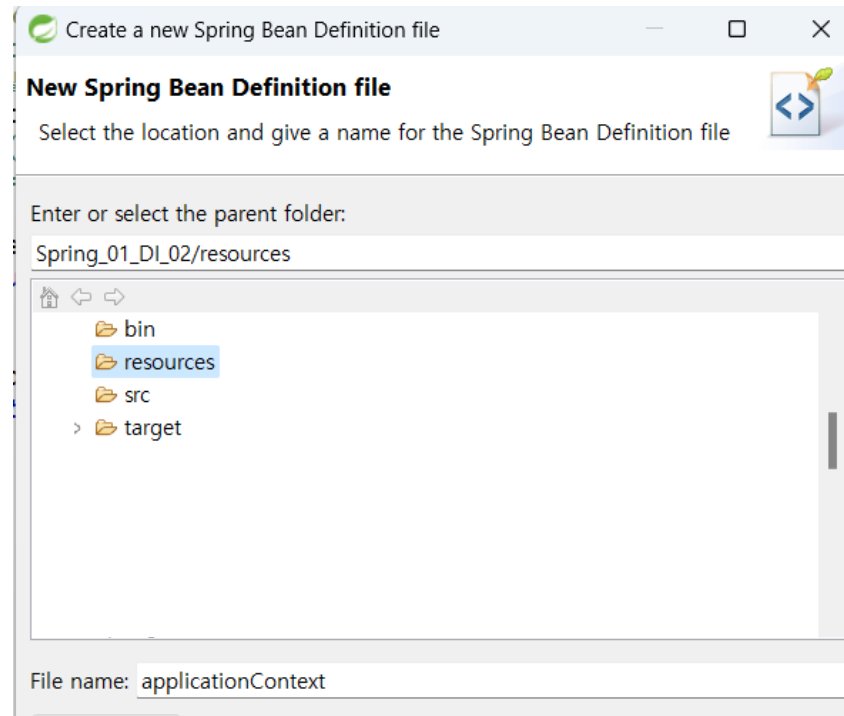 Create a new Spring Bean Definition file
New Spring Bean Definition file
Select the location and give a name for the Spring Bean Definition file
Enter or select the parent folder:
Spring_01_DI_02/resources
bin
resources
src
target
File name: applicationContext